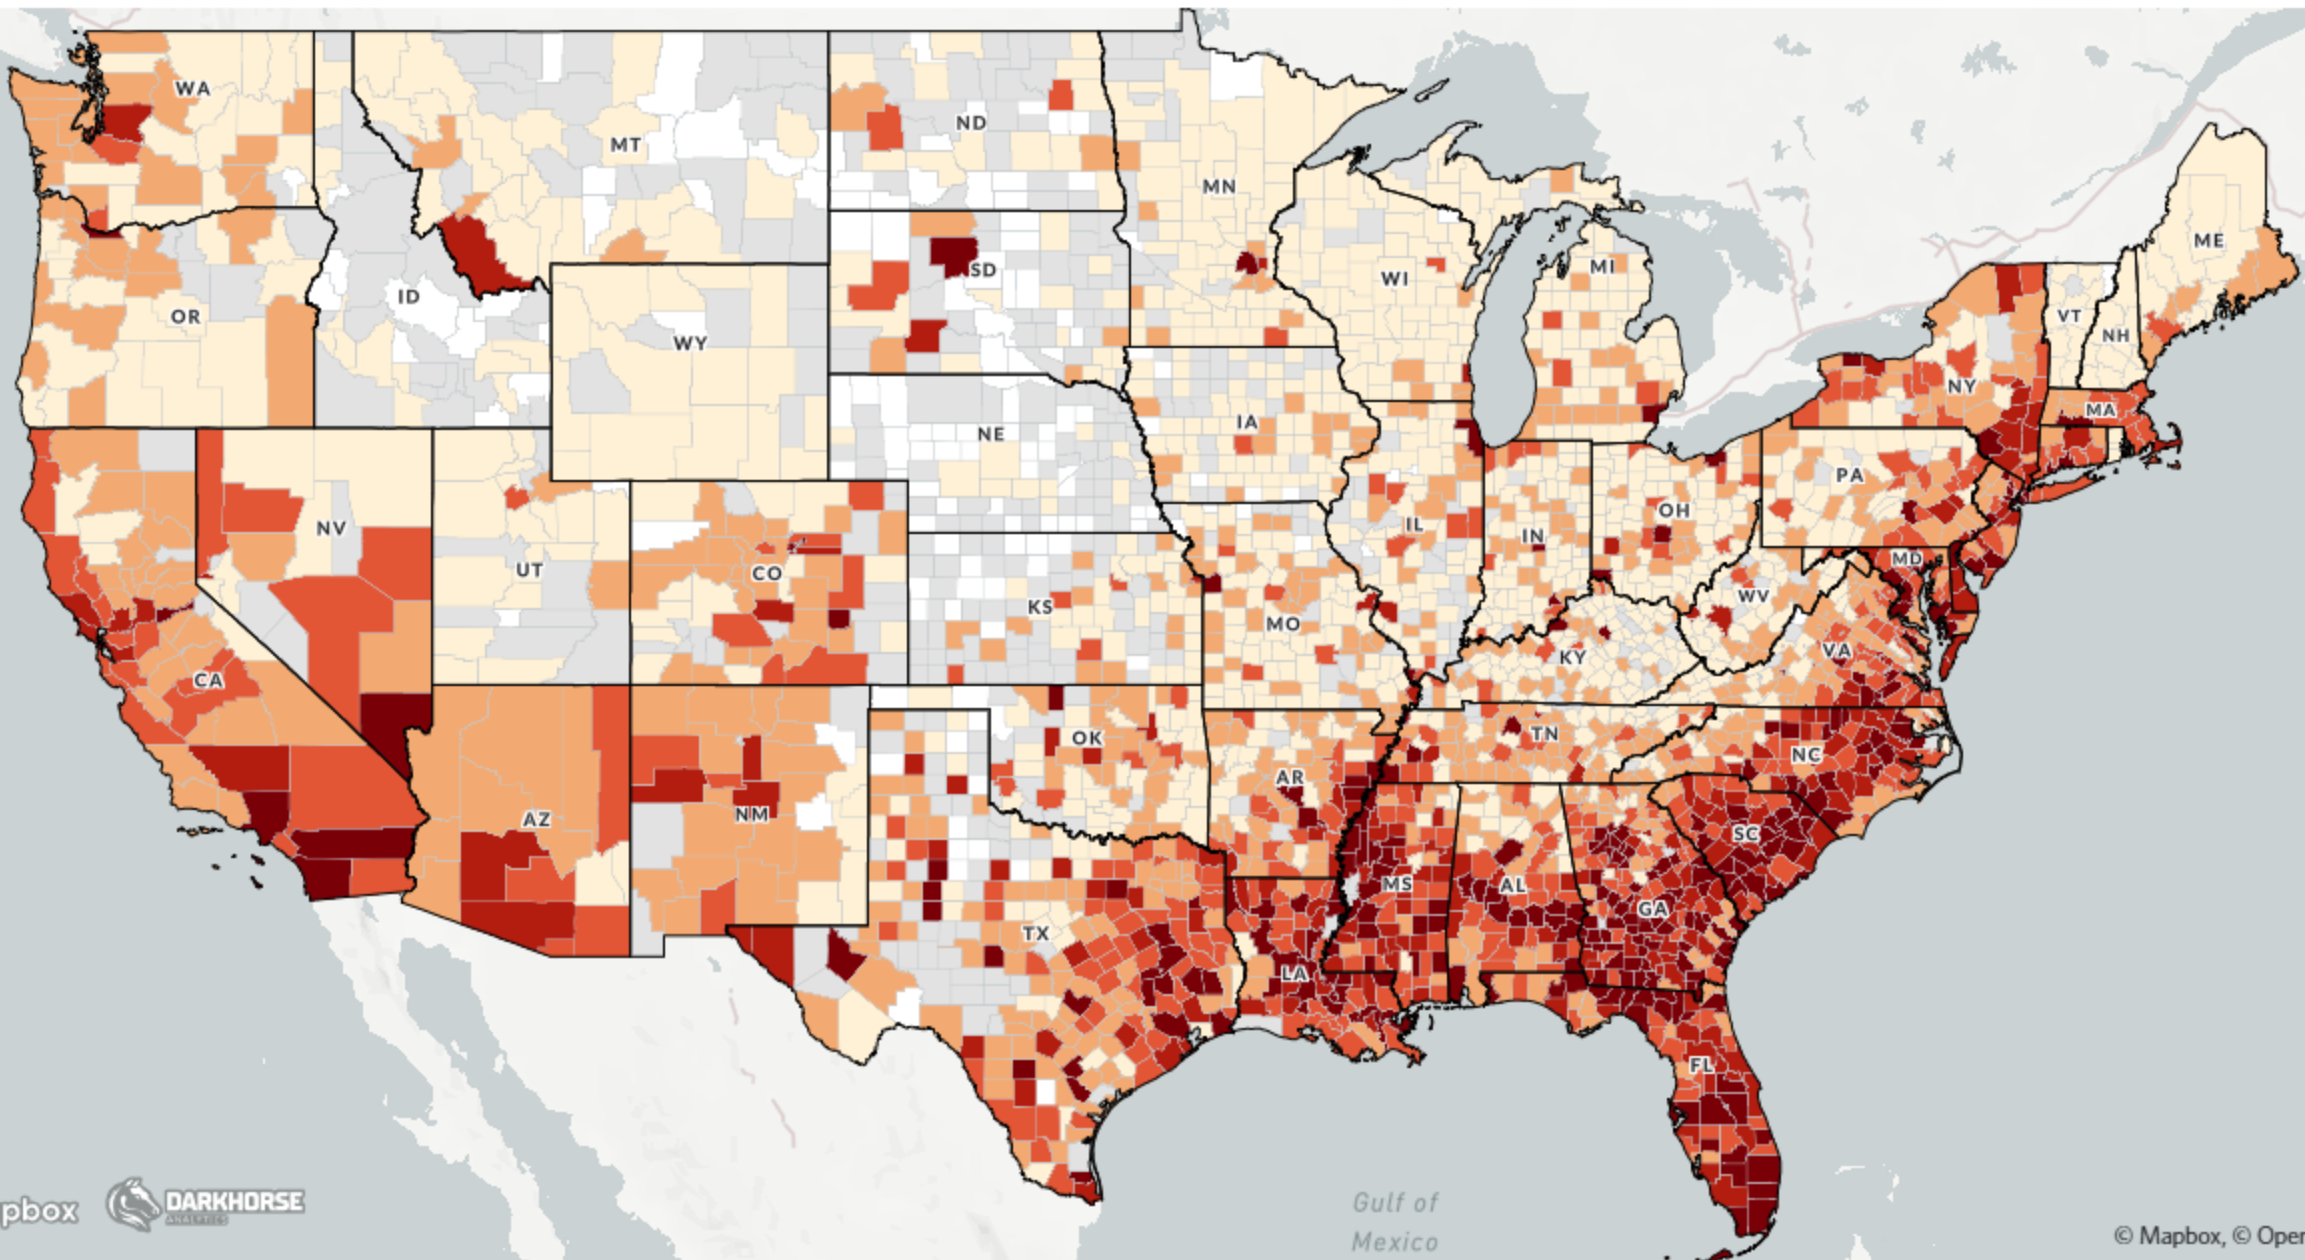 WA
MT
ND
MN
ME
SD
WI
MI
ID
OR
VT
NH
WY
NY
MA
IA
NE
PA
NV
OH
IL
IN
MD
UT
CO
KS
WV
MO
VA
KY
CA
OK
TN
NC
AR
AZ
NM
SC
MS
AL
GA
TX
LA
FL
pbox
DARKHORSE
ANALYTICS
Gulf of
Mexico
© Mapbox, © Oper